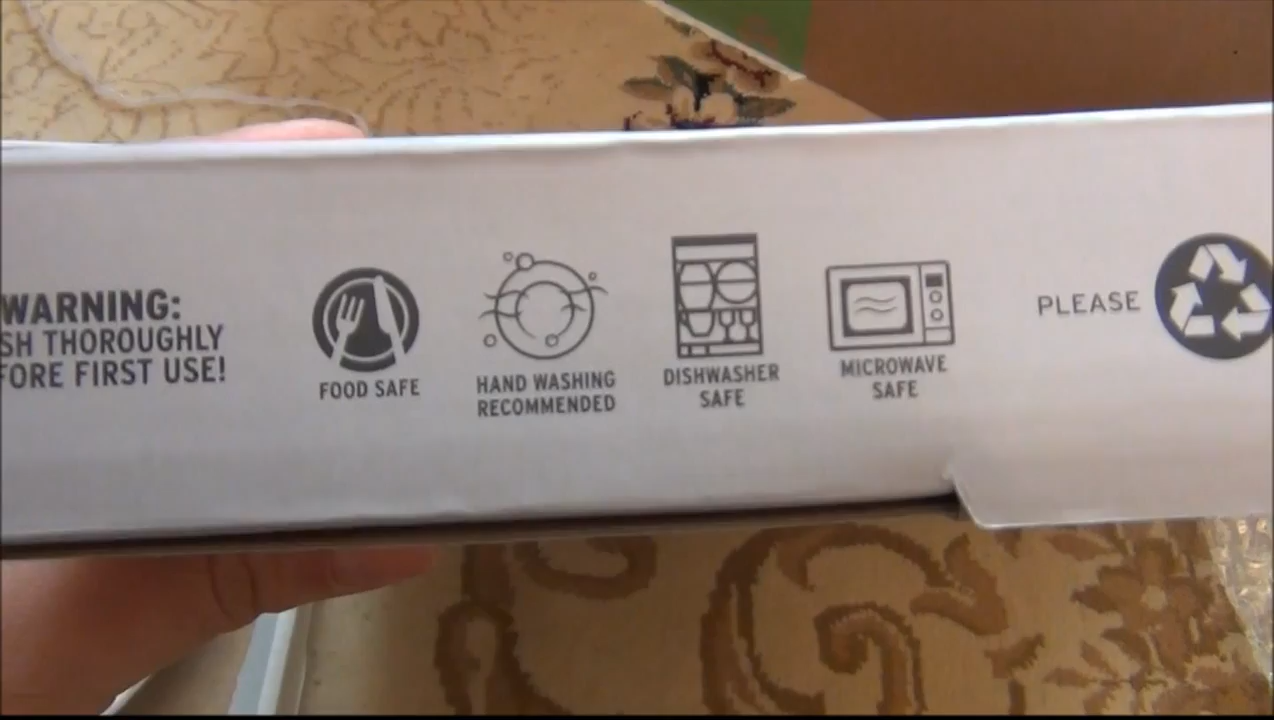 WARNING:
SH THOROUGHLY
FORE FIRST USE!
FOOD SAFE
HAND WASHING
RECOMMENDED
DISHWASHER
SAFE
MICROWAVE
SAFE
PLEASE